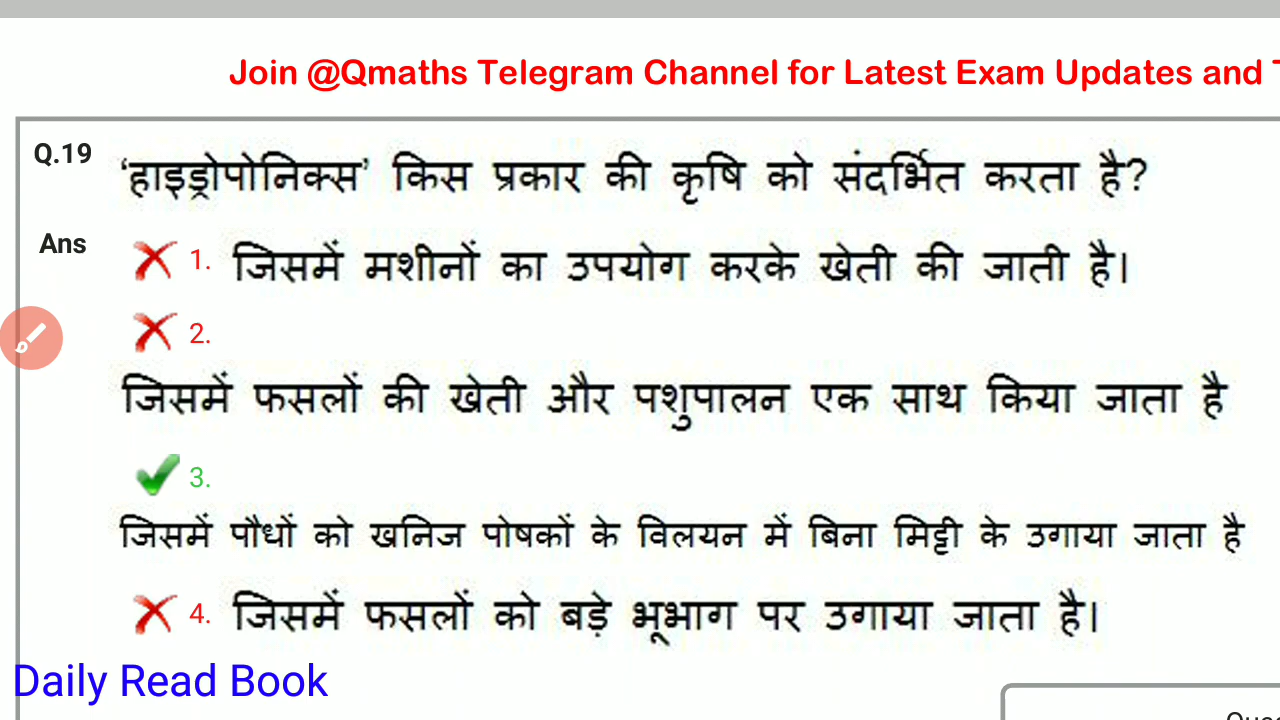 Join @Qmaths Telegram Channel for Latest Exam Updates and
Q.19 ‘हाइड्रोपोनिक्स’ किस प्रकार की कृषि को संदर्भित करता है?
Ans 1. जिसमें मशीनों का उपयोग करके खेती की जाती है।
2.
जिसमें फसलों की खेती और पशुपालन एक साथ किया जाता है
3.
जिसमें पौधों को खनिज पोषकों के विलयन में बिना मिट्टी के उगाया जाता है
4. जिसमें फसलों को बड़े भूभाग पर उगाया जाता है।
Daily Read Book